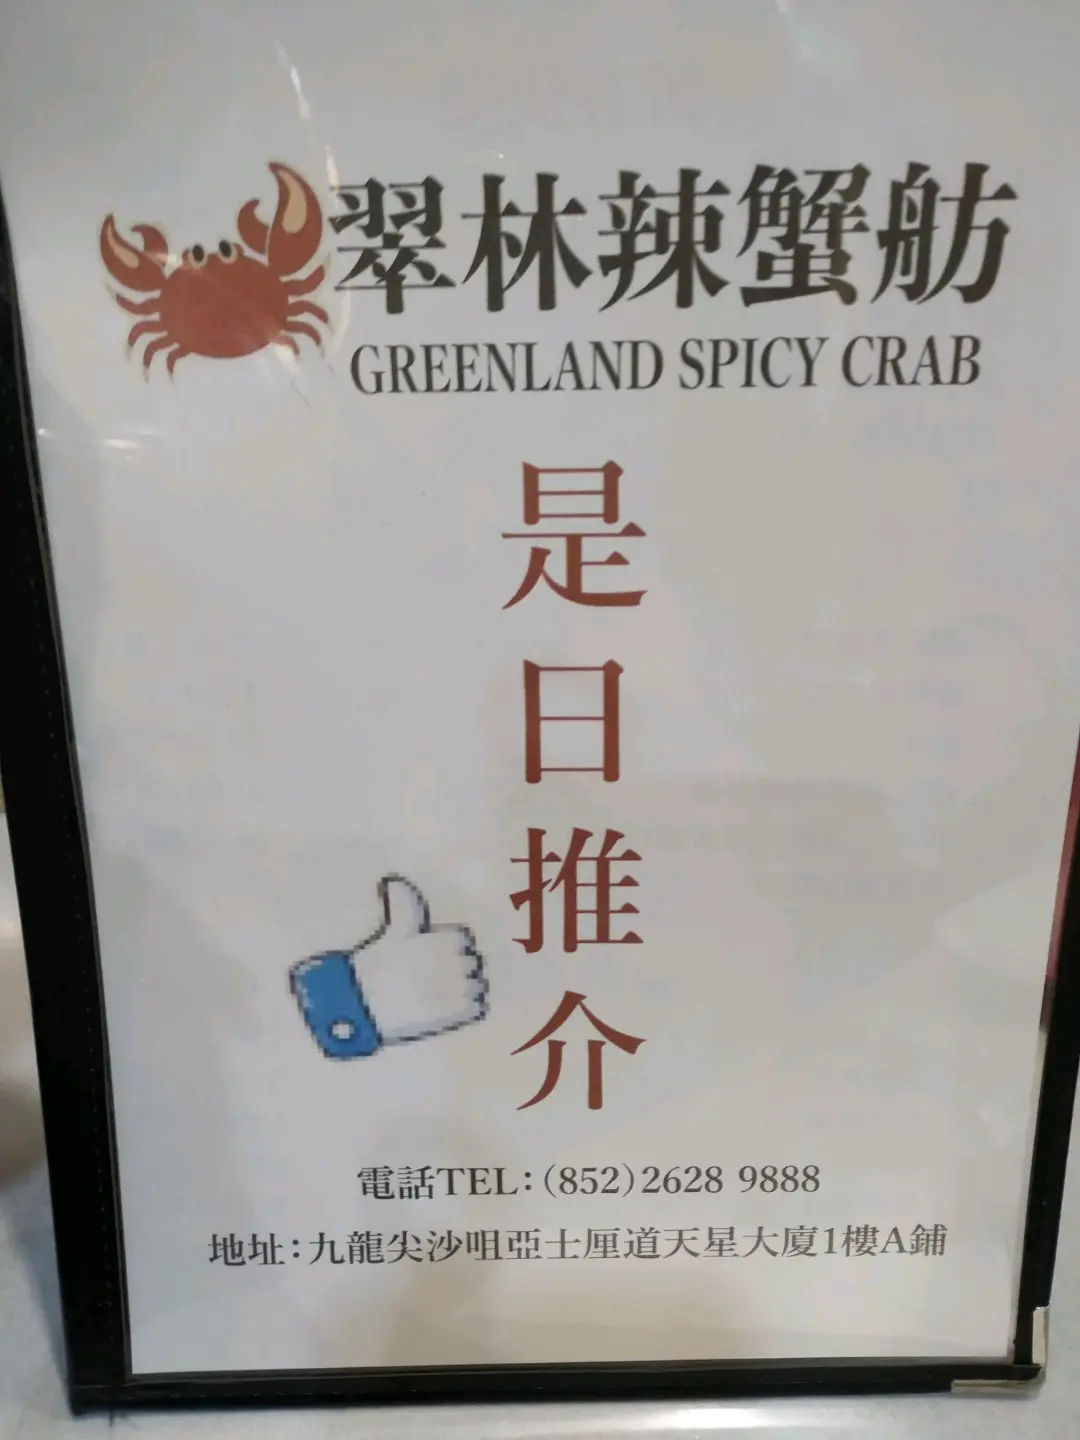 翠林辣蟹舫
GREENLAND SPICY CRAB
是
日
推
介
電話TEL：(852)2628 9888
地址：九龍尖沙咀亞士厘道天星大廈1樓A鋪